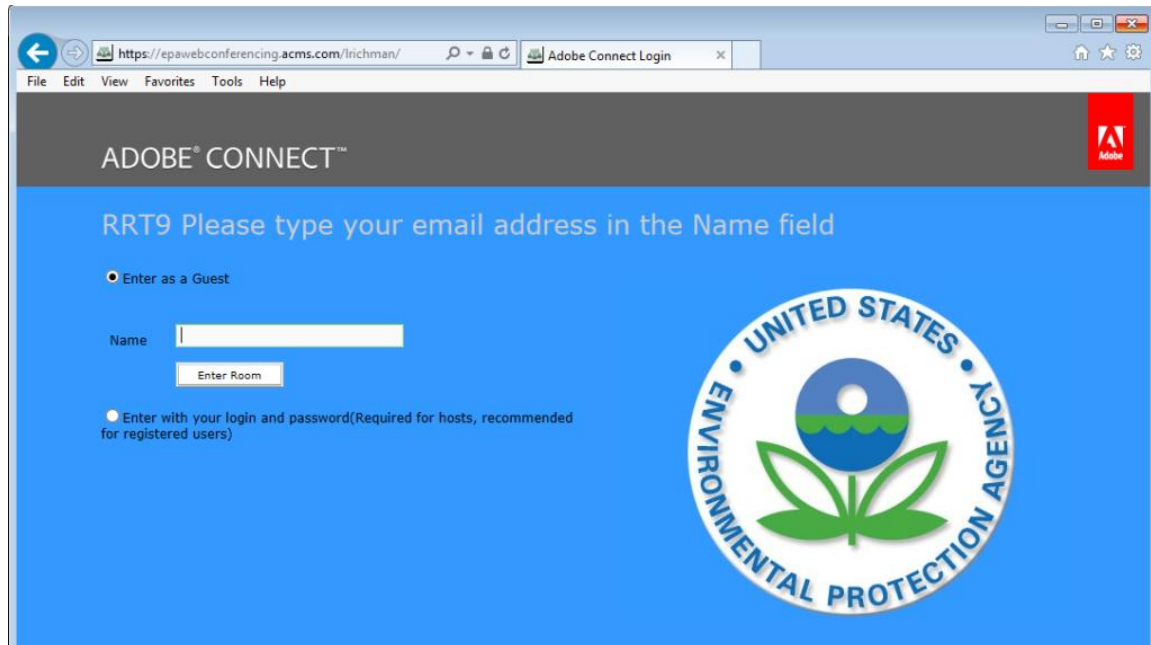 https://epawebconferencing.acms.com/lrichman/
Adobe Connect Login
File Edit View Favorites Tools Help
ADOBE® CONNECT™
Adobe
RRT9 Please type your email address in the Name field
Enter as a Guest
Name
Enter Room
Enter with your login and password(Required for hosts, recommended
for registered users)
UNITED STATES • ENVIRONMENTAL PROTECTION AGENCY •